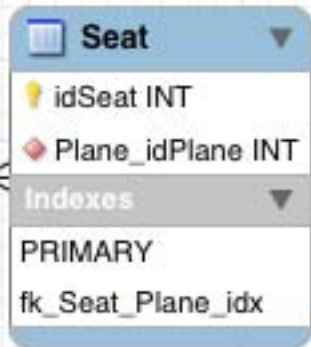 Seat
idSeat INT
Plane_idPlane INT
Indexes
PRIMARY
fk_Seat_Plane_idx